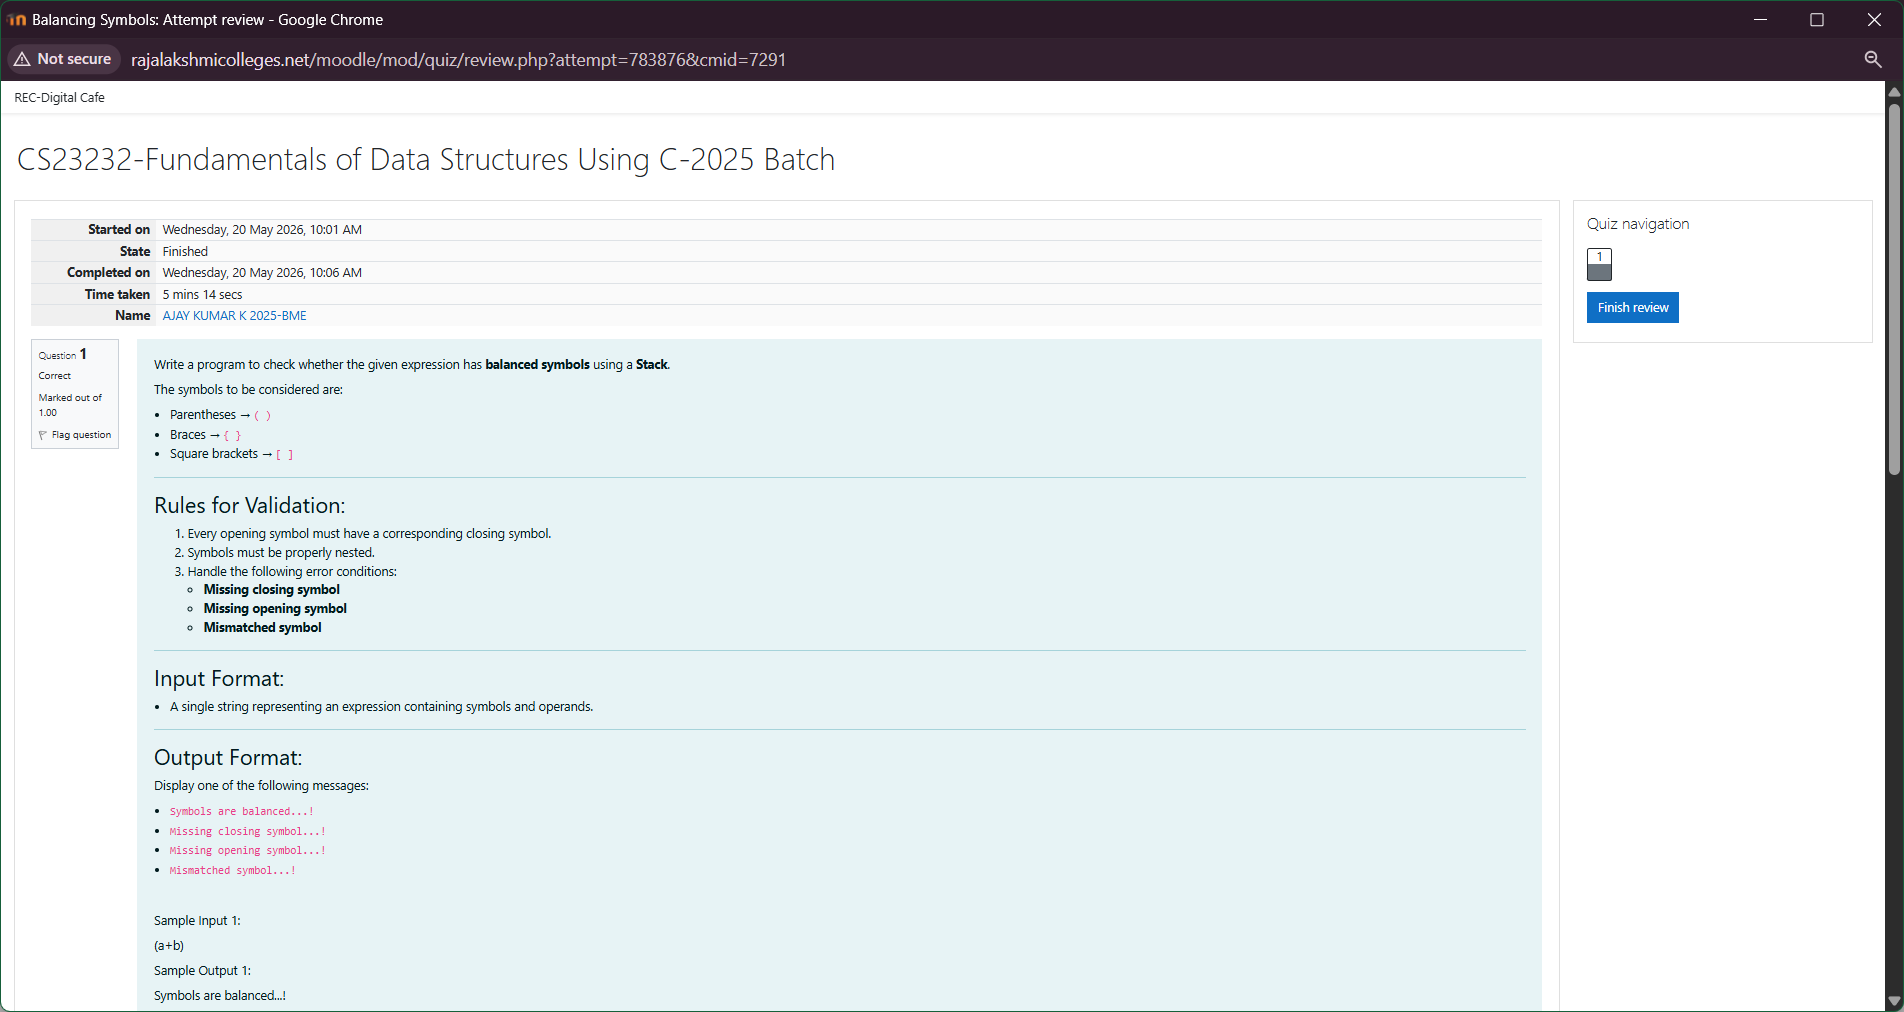 Balancing Symbols: Attempt review - Google Chrome
Not secure rajalakshmicolleges.net/moodle/mod/quiz/review.php?attempt=783876&cmid=7291
REC-Digital Cafe
CS23232-Fundamentals of Data Structures Using C-2025 Batch
Started on Wednesday, 20 May 2026, 10:01 AM
State Finished
Completed on Wednesday, 20 May 2026, 10:06 AM
Time taken 5 mins 14 secs
Name AJAY KUMAR K 2025-BME
Question 1
Correct
Marked out of
1.00
Flag question
Write a program to check whether the given expression has balanced symbols using a Stack.
The symbols to be considered are:
• Parentheses → ( )
• Braces → { }
• Square brackets → [ ]
Rules for Validation:
1. Every opening symbol must have a corresponding closing symbol.
2. Symbols must be properly nested.
3. Handle the following error conditions:
◦ Missing closing symbol
◦ Missing opening symbol
◦ Mismatched symbol
Input Format:
• A single string representing an expression containing symbols and operands.
Output Format:
Display one of the following messages:
• Symbols are balanced...!
• Missing closing symbol...!
• Missing opening symbol...!
• Mismatched symbol...!
Sample Input 1:
(a+b)
Sample Output 1:
Symbols are balanced...!
Quiz navigation
1
Finish review